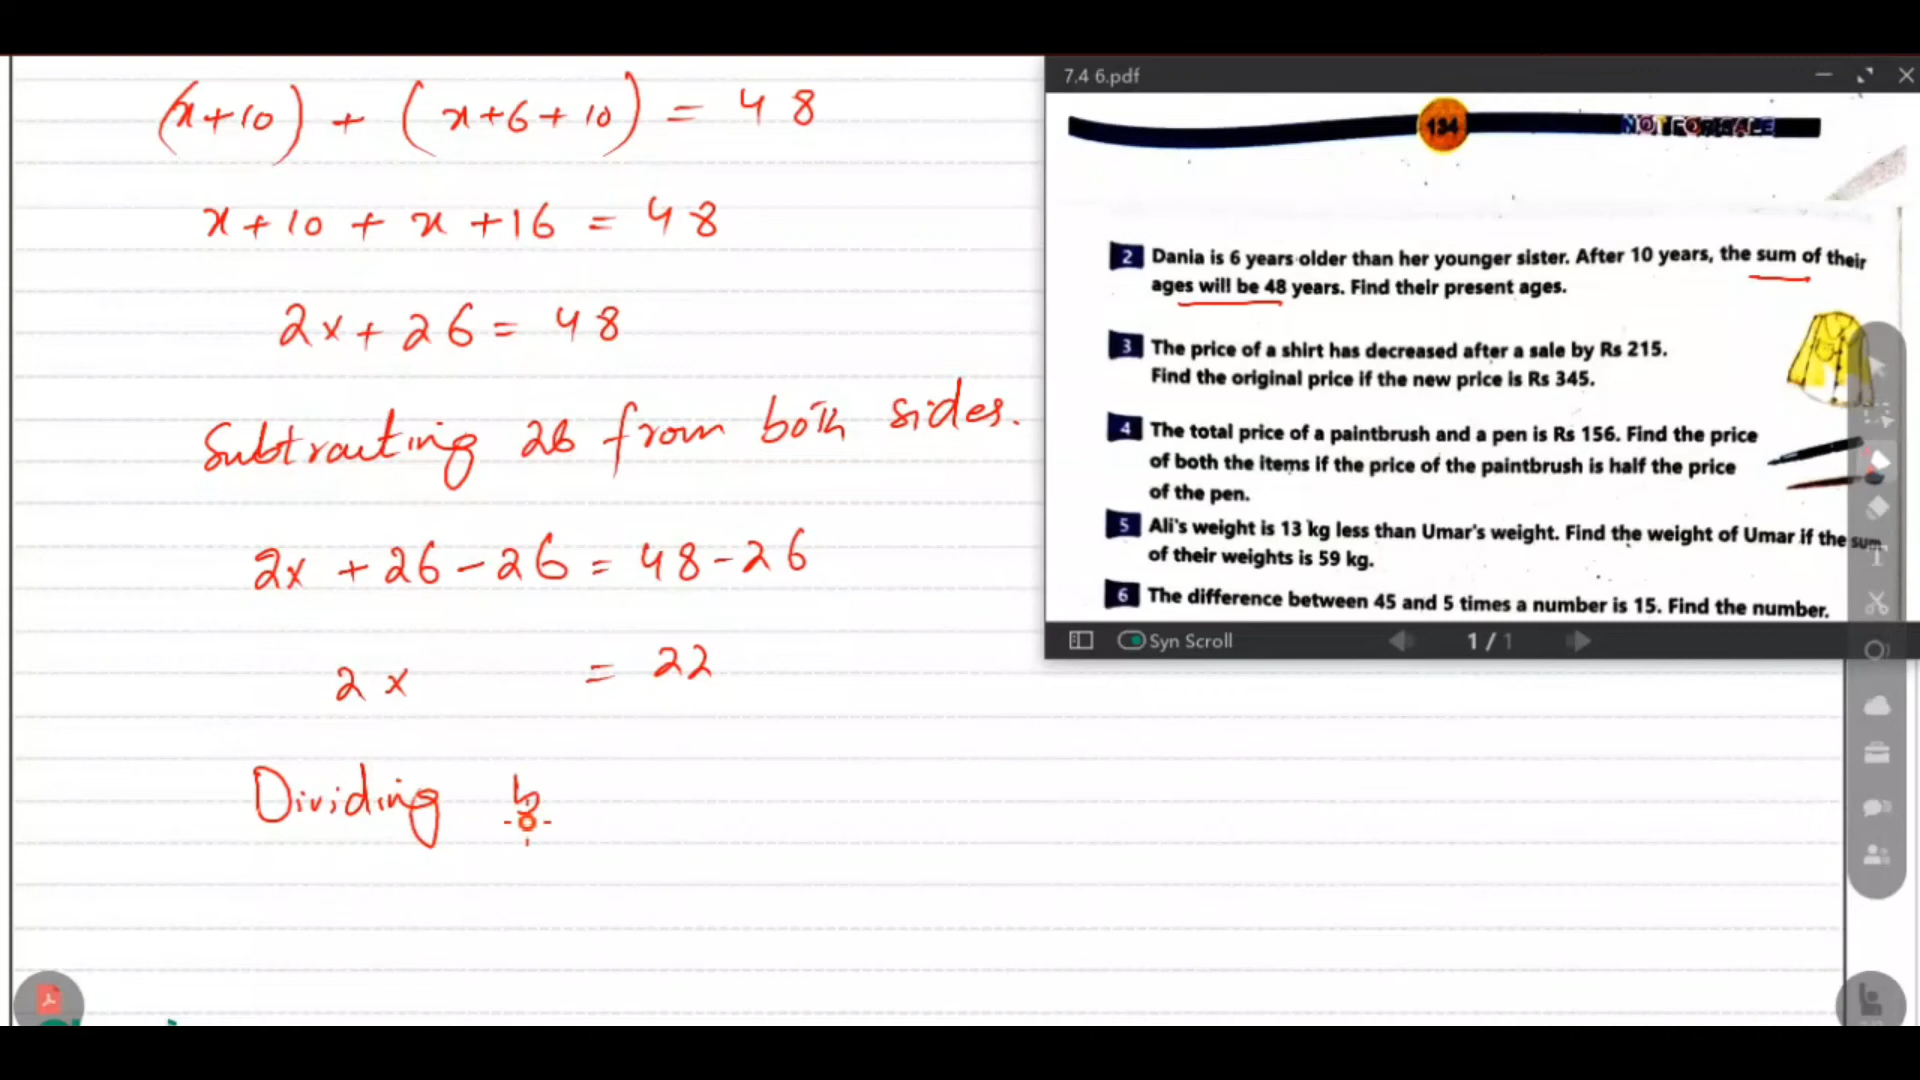 (x+10) + (x+6+10) = 48
x+10 + x +16 = 48
2x + 26 = 48
Subtracting 26 from both sides.
2x + 26 - 26 = 48 - 26
2x = 22
Dividing b
7.4 6.pdf
134
NOT FOR SALE
2 Dania is 6 years older than her younger sister. After 10 years, the sum of their
ages will be 48 years. Find their present ages.
3 The price of a shirt has decreased after a sale by Rs 215.
Find the original price if the new price is Rs 345.
4 The total price of a paintbrush and a pen is Rs 156. Find the price
of both the items if the price of the paintbrush is half the price
of the pen.
5 Ali's weight is 13 kg less than Umar's weight. Find the weight of Umar if the sum
of their weights is 59 kg.
6 The difference between 45 and 5 times a number is 15. Find the number.
Syn Scroll
1 / 1